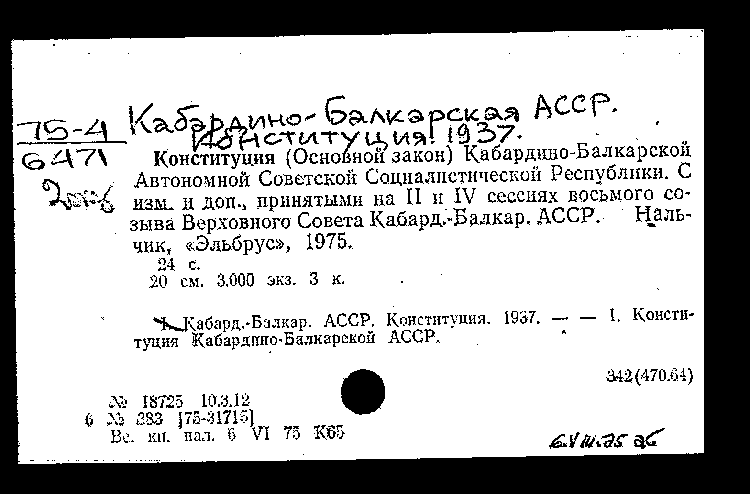 Кабардино-Балкарская АССР.
Конституция. 1937.
75-4
6471
Конституция (Основной закон) Кабардино-Балкарской
Автономной Советской Социалистической Республики. С
изм. и доп., принятыми на II и IV сессиях восьмого со-
зыва Верховного Совета Кабард.-Балкар. АССР. Наль-
чик, «Эльбрус», 1975.
24 с.
20 см. 3.000 экз. 3 к.
1. Кабард.-Балкар. АССР. Конституция. 1937. — — I. Консти-
туция Кабардино-Балкарской АССР.
342(470.64)
№ 18725 10.3.12
6 № 283 [75-31715]
Вс. кн. пал. 6 VI 75 К65
6.VIII.75